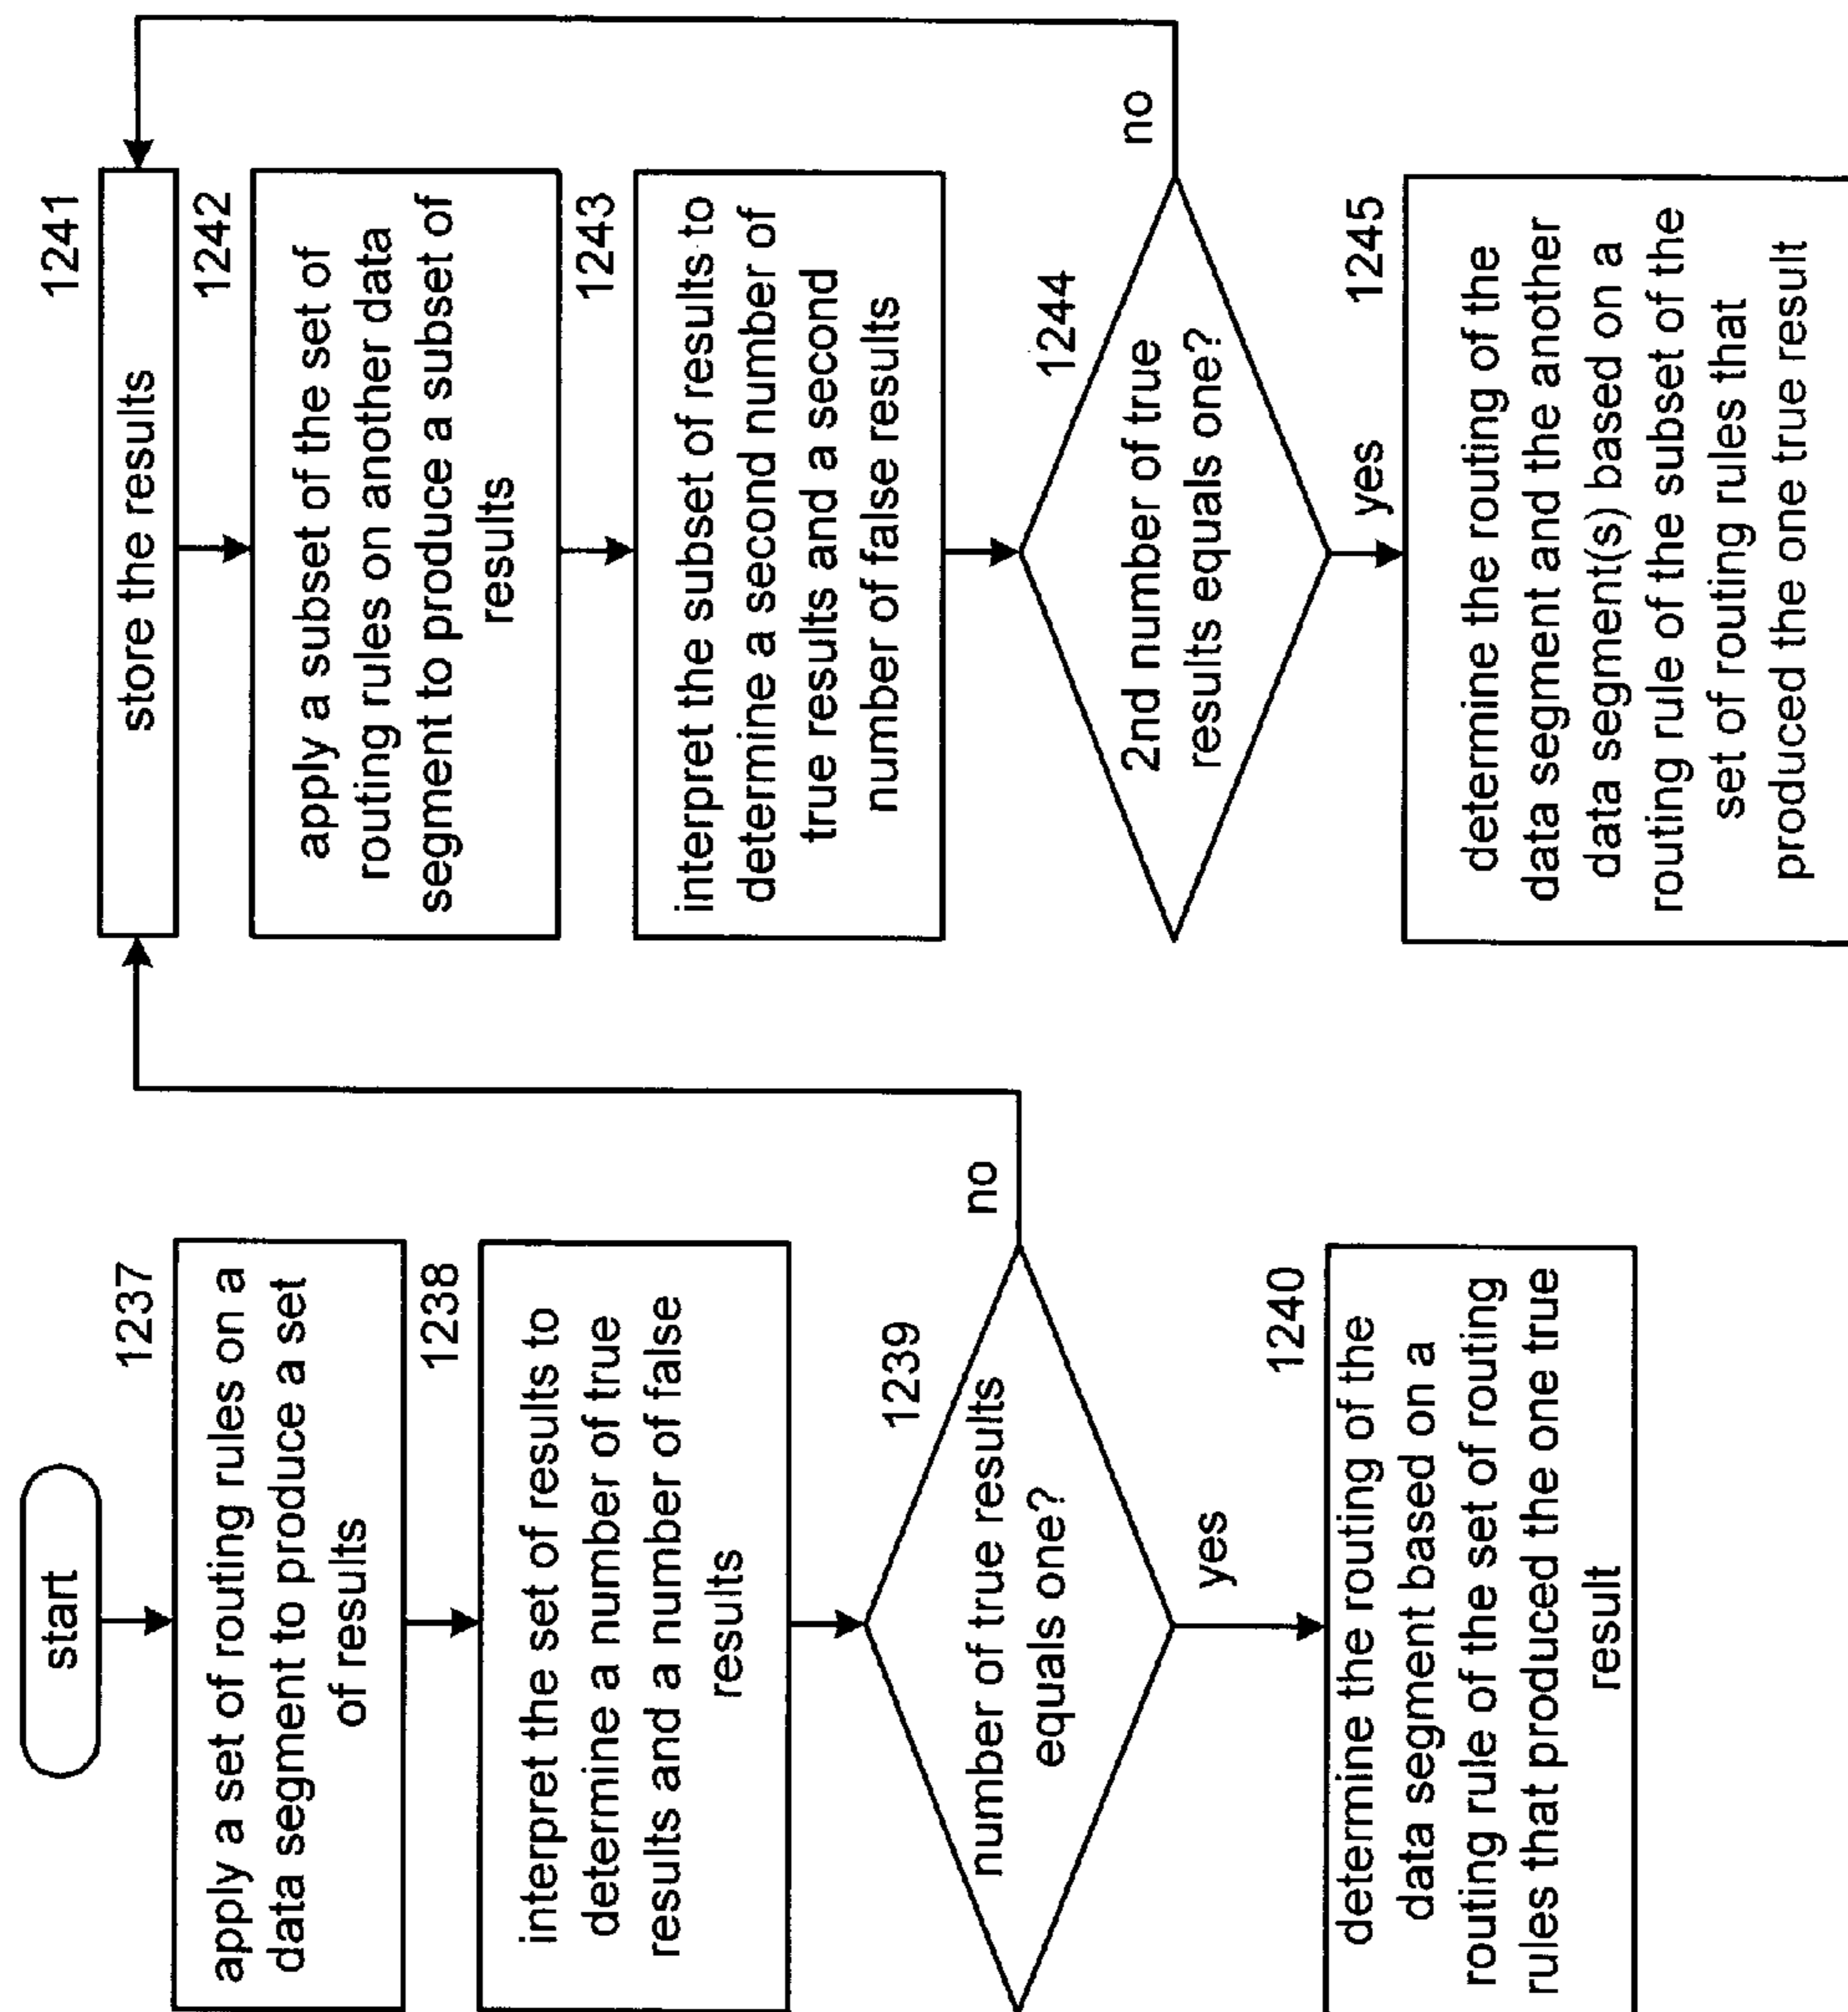 start
1237
apply a set of routing rules on a
data segment to produce a set
of results
1238
interpret the set of results to
determine a number of true
results and a number of false
results
1239
number of true results
equals one?
no
yes
1240
determine the routing of the
data segment based on a
routing rule of the set of routing
rules that produced the one true
result
1241
store the results
1242
apply a subset of the set of
routing rules on another data
segment to produce a subset of
results
1243
interpret the subset of results to
determine a second number of
true results and a second
number of false results
1244
2nd number of true
results equals one?
no
yes
1245
determine the routing of the
data segment and the another
data segment(s) based on a
routing rule of the subset of the
set of routing rules that
produced the one true result